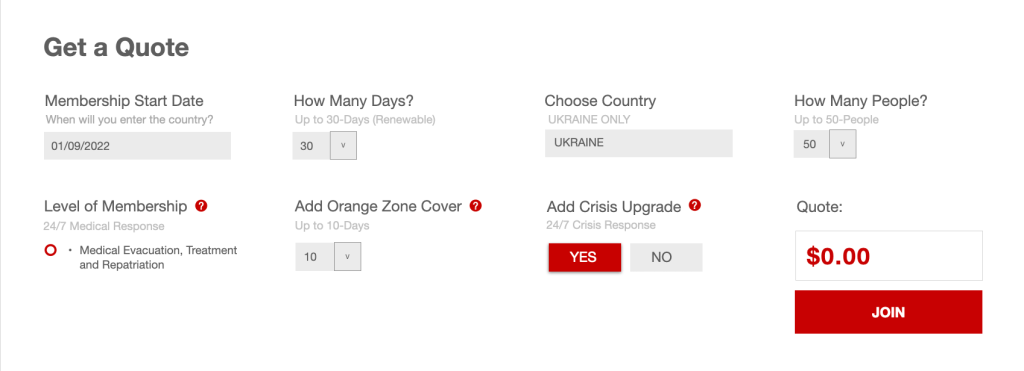 Get a Quote
Membership Start Date
When will you enter the country?
01/09/2022
How Many Days?
Up to 30-Days (Renewable)
30 v
Choose Country
UKRAINE ONLY
UKRAINE
How Many People?
Up to 50-People
50 v
Level of Membership ?
24/7 Medical Response
• Medical Evacuation, Treatment
and Repatriation
Add Orange Zone Cover ?
Up to 10-Days
10 v
Add Crisis Upgrade ?
24/7 Crisis Response
YES NO
Quote:
$0.00
JOIN